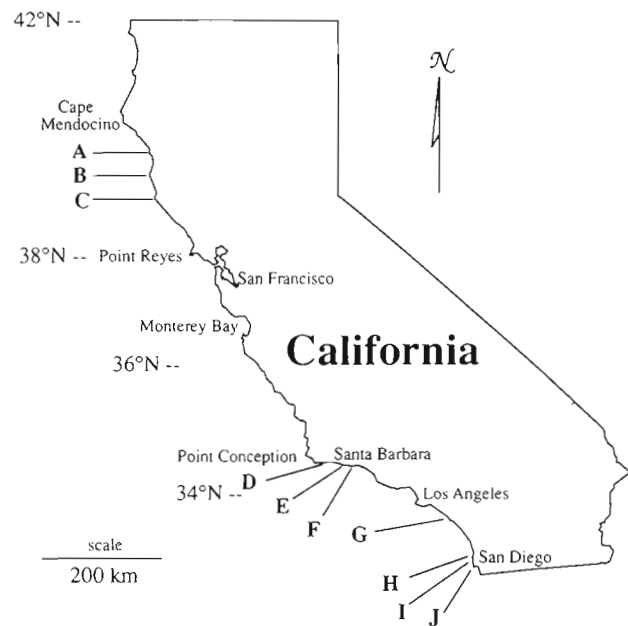 42°N --
N
Cape
Mendocino
A
B
C
38°N -- Point Reyes
San Francisco
Monterey Bay
California
36°N --
Point Conception
Santa Barbara
D
34°N --
E
Los Angeles
F
G
scale
200 km
San Diego
H
I
J